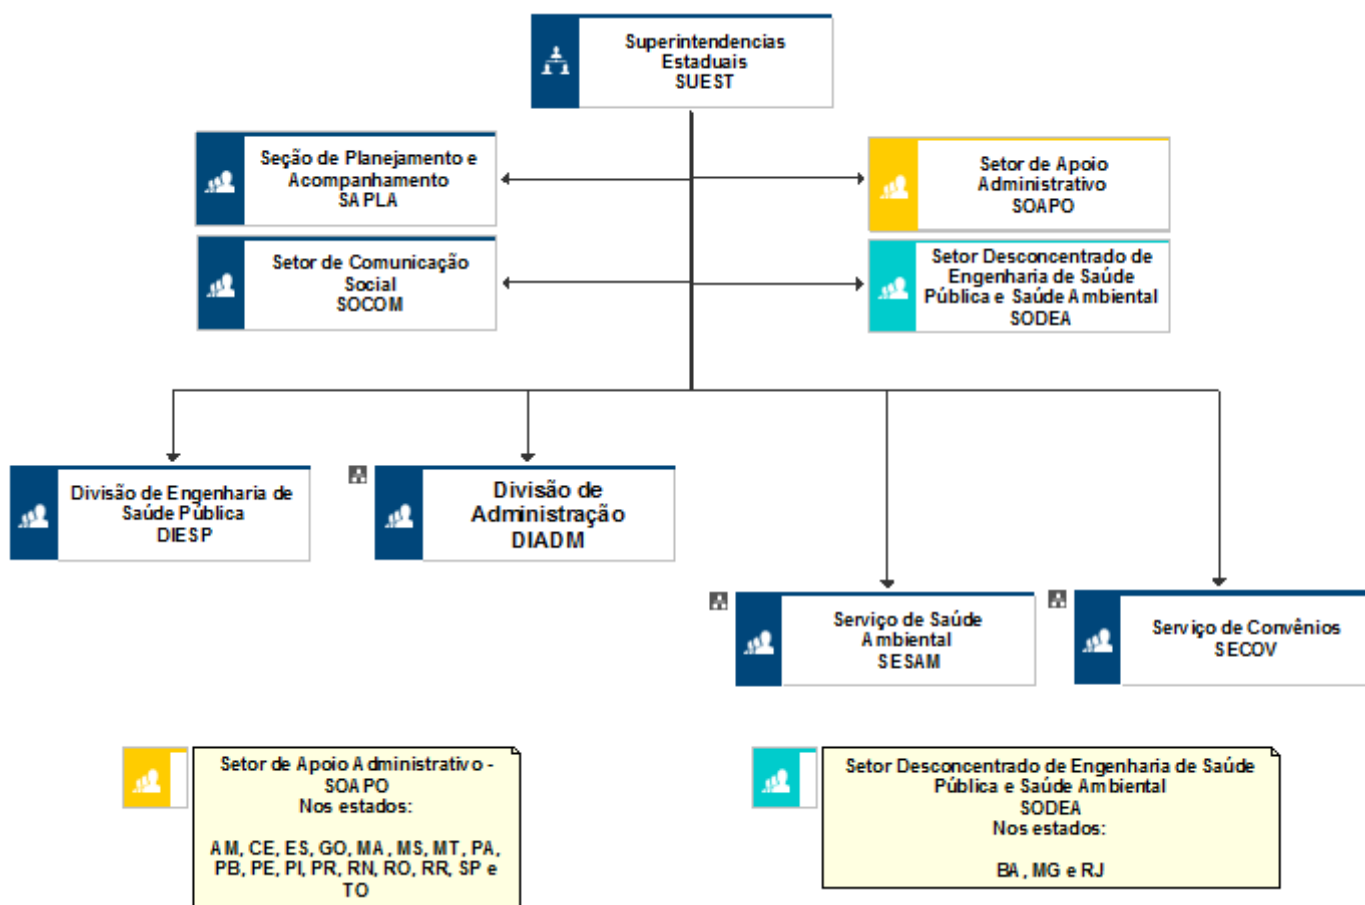 Superintendencias
Estaduais
SUEST
Seção de Planejamento e
Acompanhamento
SAPLA
Setor de Apoio
Administrativo
SOAPO
Setor de Comunicação
Social
SOCOM
Setor Desconcentrado de
Engenharia de Saúde
Pública e Saúde Ambiental
SODEA
Divisão de Engenharia de
Saúde Pública
DIESP
Divisão de
Administração
DIADM
Serviço de Saúde
Ambiental
SESAM
Serviço de Convênios
SECOV
Setor de Apoio Administrativo -
SOAPO
Nos estados:
AM, CE, ES, GO, MA, MS, MT, PA,
PB, PE, PI, PR, RN, RO, RR, SP e
TO
Setor Desconcentrado de Engenharia de Saúde
Pública e Saúde Ambiental
SODEA
Nos estados:
BA, MG e RJ